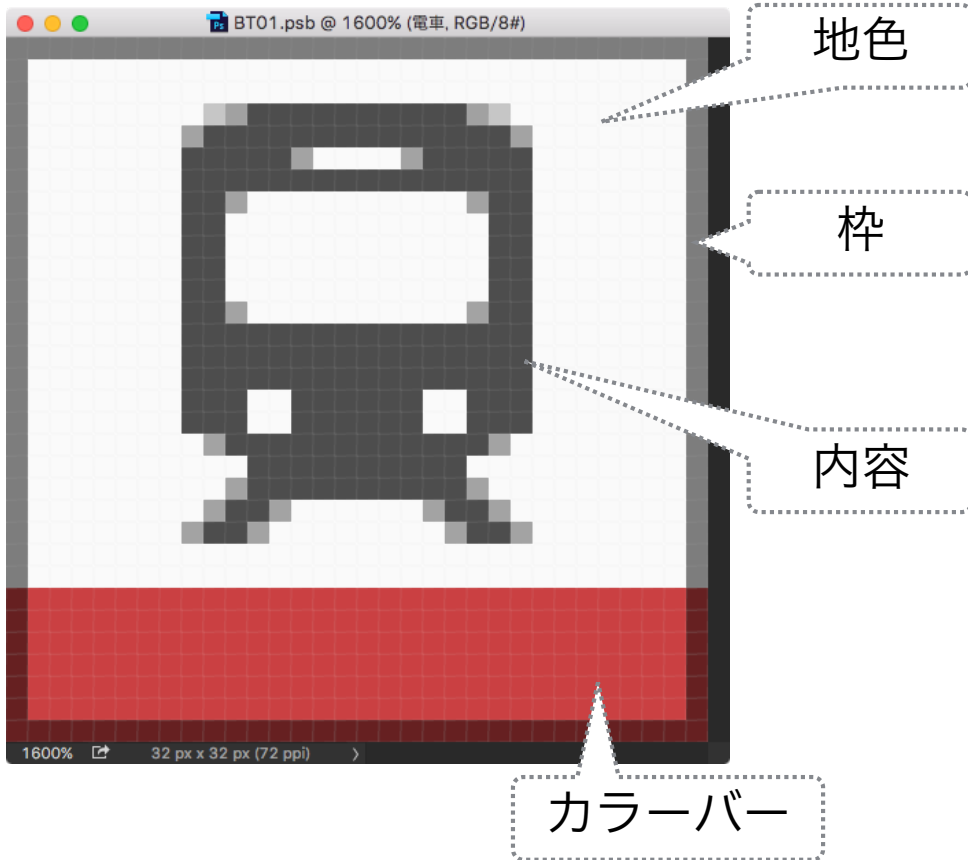 BT01.psb @ 1600% (電車, RGB/8#)
地色
枠
内容
1600%
32 px x 32 px (72 ppi)
カラーバー